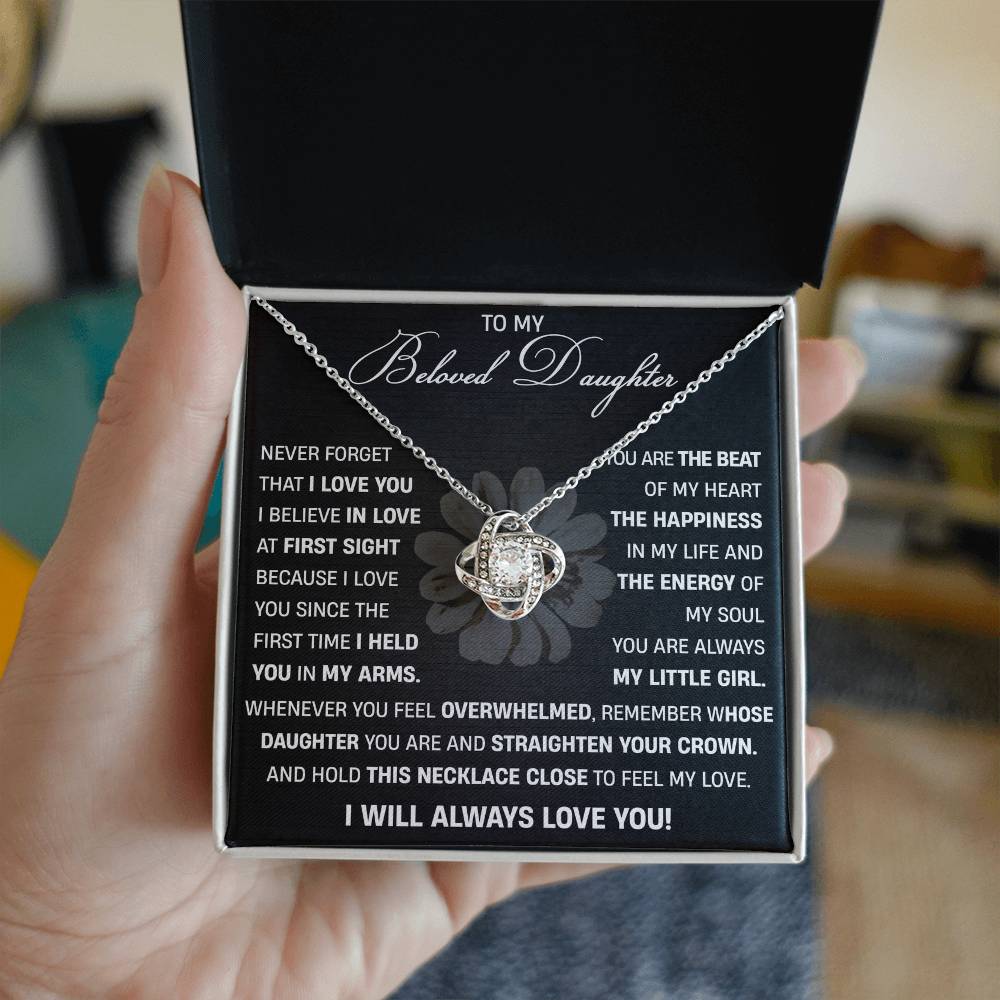 TO MY
Beloved Daughter
NEVER FORGET
THAT I LOVE YOU
I BELIEVE IN LOVE
AT FIRST SIGHT
BECAUSE I LOVE
YOU SINCE THE
FIRST TIME I HELD
YOU IN MY ARMS.
YOU ARE THE BEAT
OF MY HEART
THE HAPPINESS
IN MY LIFE AND
THE ENERGY OF
MY SOUL
YOU ARE ALWAYS
MY LITTLE GIRL.
WHENEVER YOU FEEL OVERWHELMED, REMEMBER WHOSE
DAUGHTER YOU ARE AND STRAIGHTEN YOUR CROWN.
AND HOLD THIS NECKLACE CLOSE TO FEEL MY LOVE.
I WILL ALWAYS LOVE YOU!